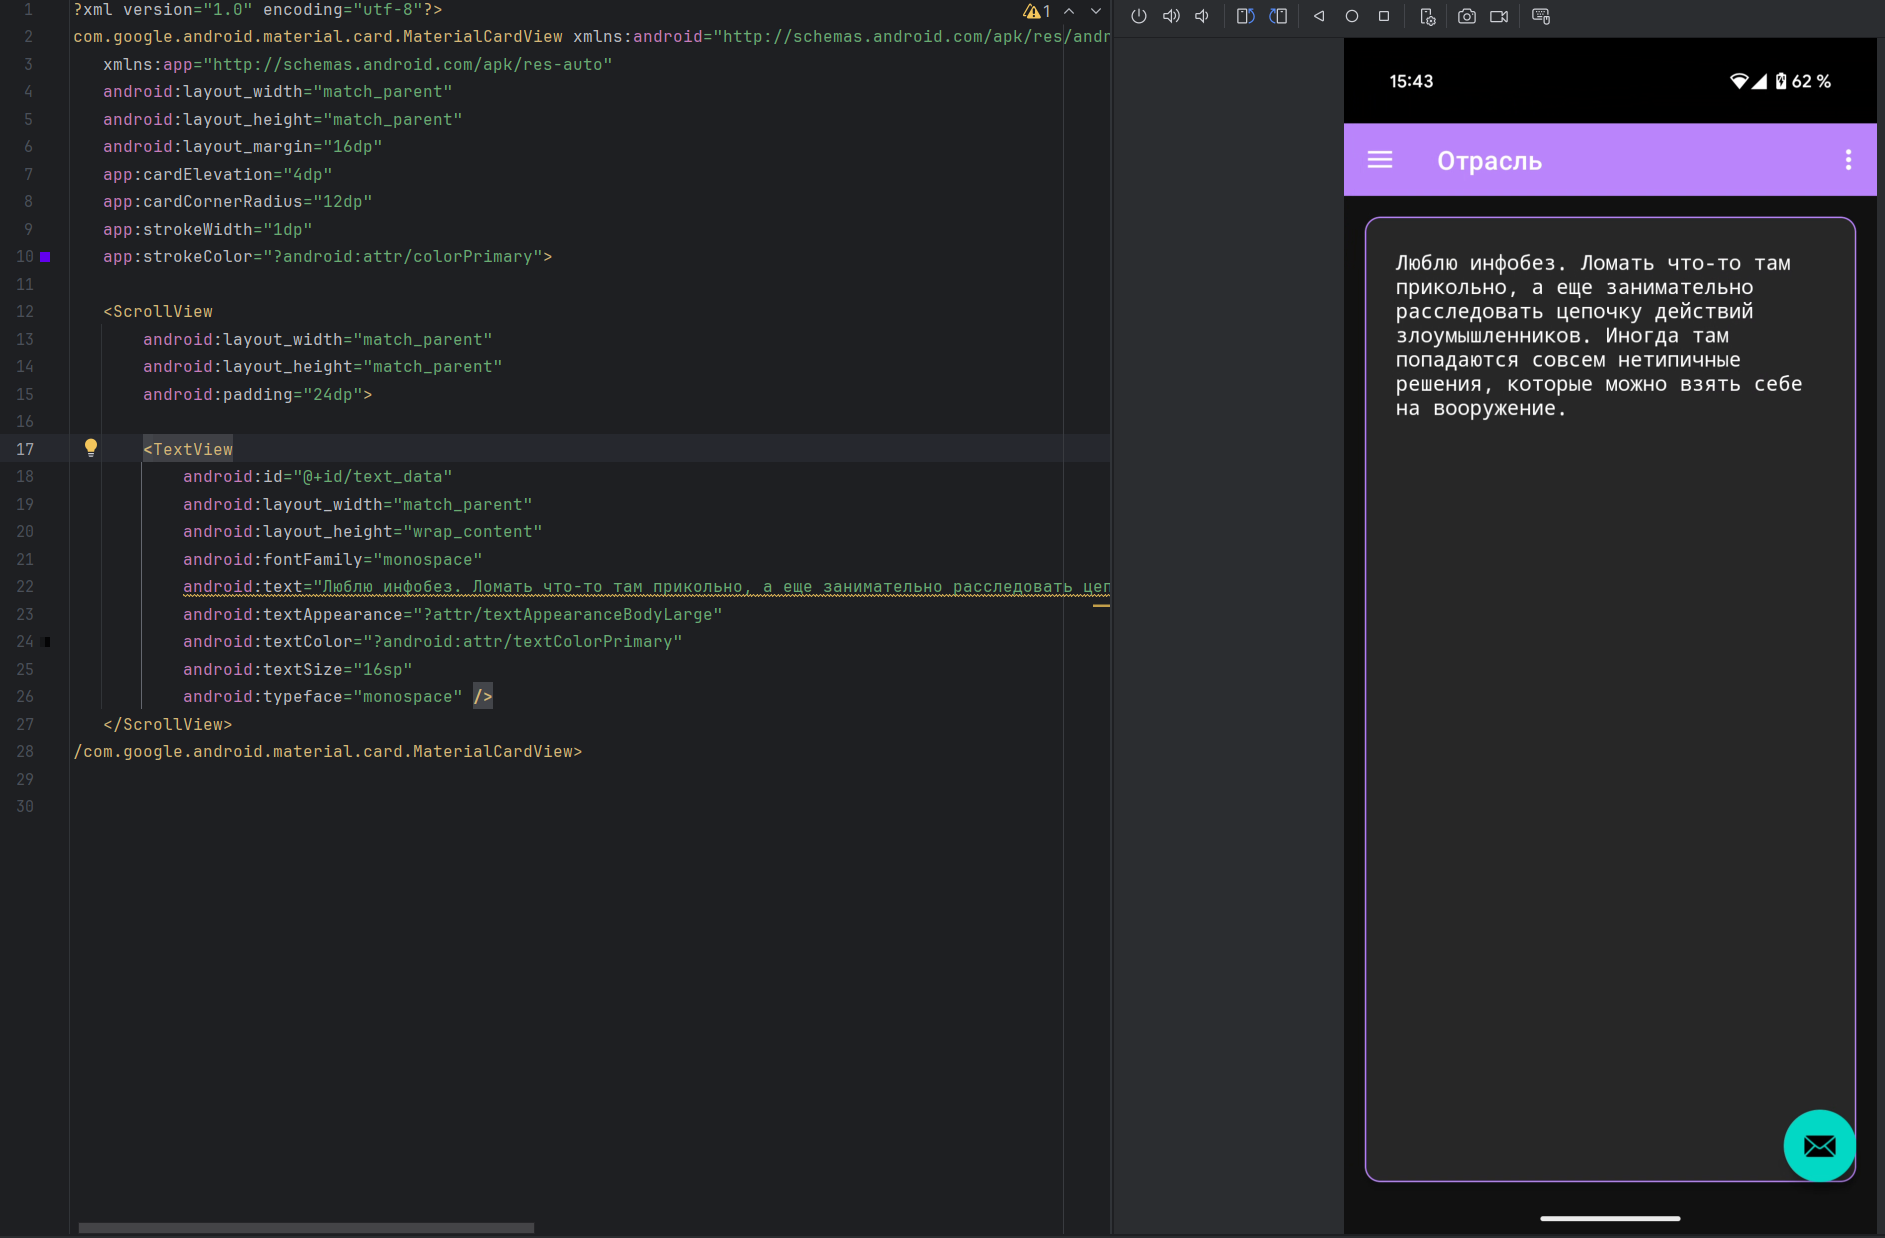 1 ?xml version="1.0" encoding="utf-8"?>
1
2 com.google.android.material.card.MaterialCardView xmlns:android="http://schemas.android.com/apk/res/andr
3 xmlns:app="http://schemas.android.com/apk/res-auto"
4 android:layout_width="match_parent"
5 android:layout_height="match_parent"
6 android:layout_margin="16dp"
7 app:cardElevation="4dp"
8 app:cardCornerRadius="12dp"
9 app:strokeWidth="1dp"
10 app:strokeColor="?android:attr/colorPrimary">
11
12 <ScrollView
13 android:layout_width="match_parent"
14 android:layout_height="match_parent"
15 android:padding="24dp">
16
17 <TextView
18 android:id="@+id/text_data"
19 android:layout_width="match_parent"
20 android:layout_height="wrap_content"
21 android:fontFamily="monospace"
22 android:text="Люблю инфобез. Ломать что-то там прикольно, а еще занимательно расследовать цеп
23 android:textAppearance="?attr/textAppearanceBodyLarge"
24 android:textColor="?android:attr/textColorPrimary"
25 android:textSize="16sp"
26 android:typeface="monospace" />
27 </ScrollView>
28 /com.google.android.material.card.MaterialCardView>
29
30
15:43
62 %
Отрасль
Люблю инфобез. Ломать что-то там
прикольно, а еще занимательно
расследовать цепочку действий
злоумышленников. Иногда там
попадаются совсем нетипичные
решения, которые можно взять себе
на вооружение.